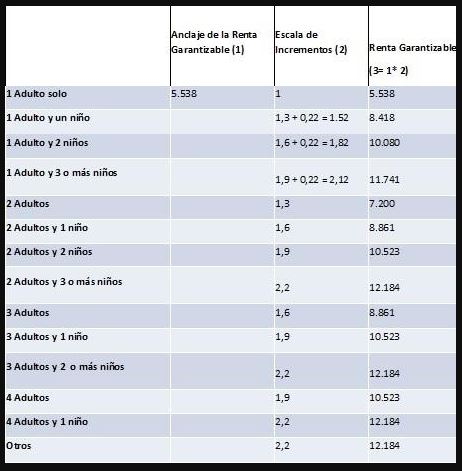 Anclaje de la Renta Garantizable (1) Escala de Incrementos (2) Renta Garantizable (3= 1* 2)
1 Adulto solo 5.538 1 5.538
1 Adulto y un niño 1,3 + 0,22 = 1.52 8.418
1 Adulto y 2 niños 1,6 + 0,22 = 1,82 10.080
1 Adulto y 3 o más niños 1,9 + 0,22 = 2,12 11.741
2 Adultos 1,3 7.200
2 Adultos y 1 niño 1,6 8.861
2 Adultos y 2 niños 1,9 10.523
2 Adultos y 3 o más niños 2,2 12.184
3 Adultos 1,6 8.861
3 Adultos y 1 niño 1,9 10.523
3 Adultos y 2 o más niños 2,2 12.184
4 Adultos 1,9 10.523
4 Adultos y 1 niño 2,2 12.184
Otros 2,2 12.184